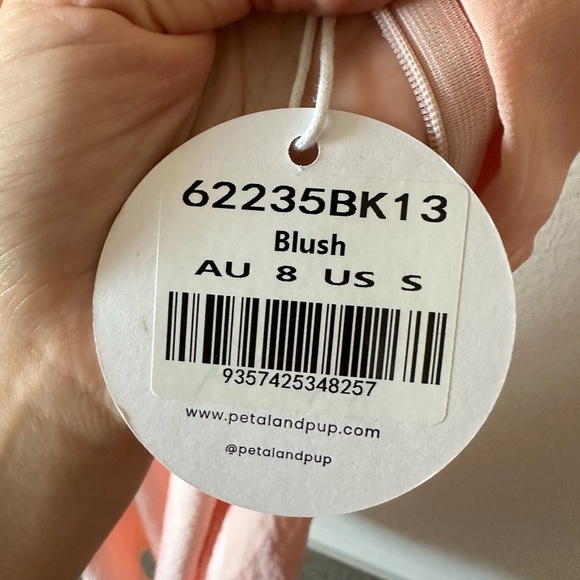 62235BK13
Blush
AU 8 US S
9357425348257
www.petalandpup.com
@petalandpup